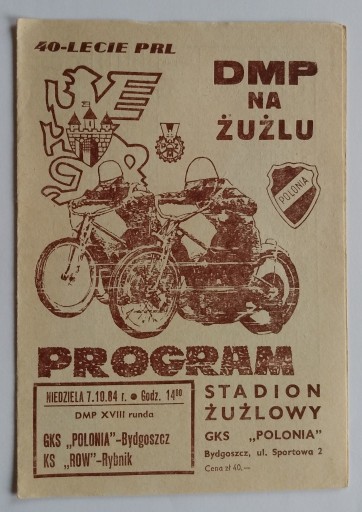 40-LECIE PRL
DMP
NA
ŻUŻLU
POLONIA
PROGRAM
NIEDZIELA 7.10.84 r. • Godz. 14⁰⁰
DMP XVIII runda
GKS „POLONIA”-Bydgoszcz
KS „ROW”-Rybnik
STADION
ŻUŻLOWY
GKS „POLONIA”
Bydgoszcz, ul. Sportowa 2
Cena zł 40,—